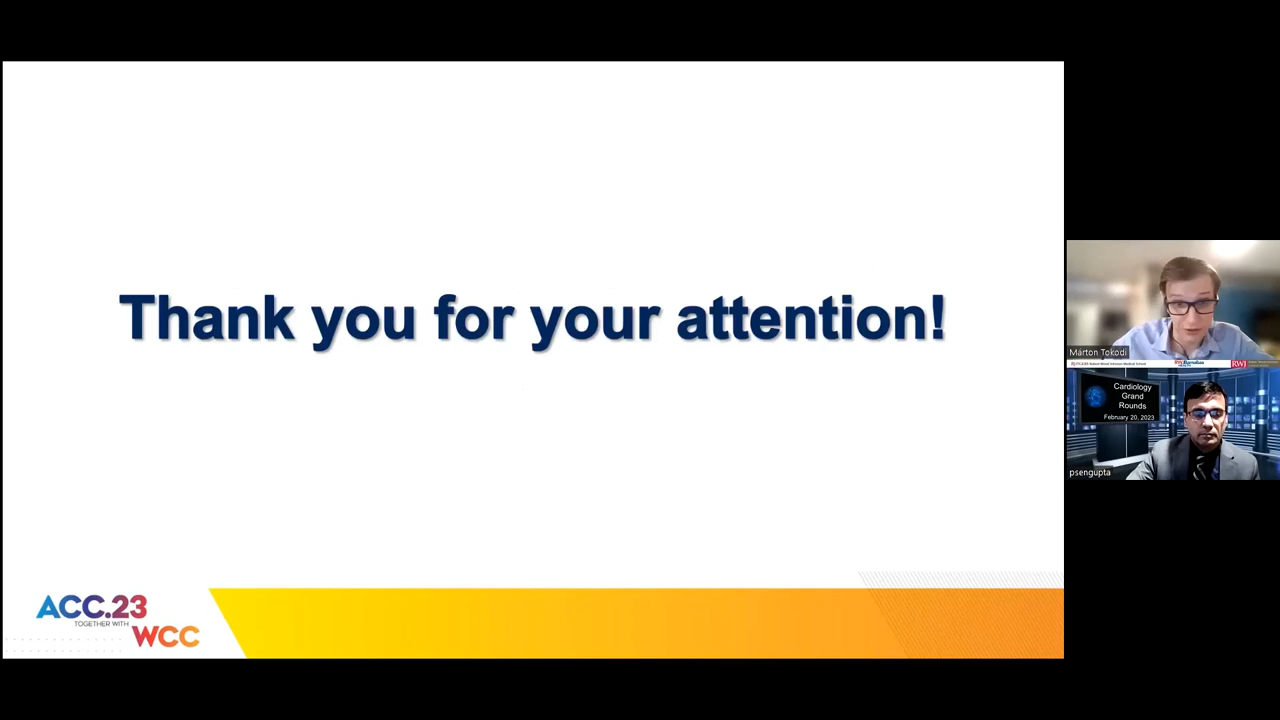 Thank you for your attention!
ACC.23
TOGETHER WITH
WCC
Márton Tokodi
RWJ
Cardiology
Grand
Rounds
February 20, 2023
psengupta